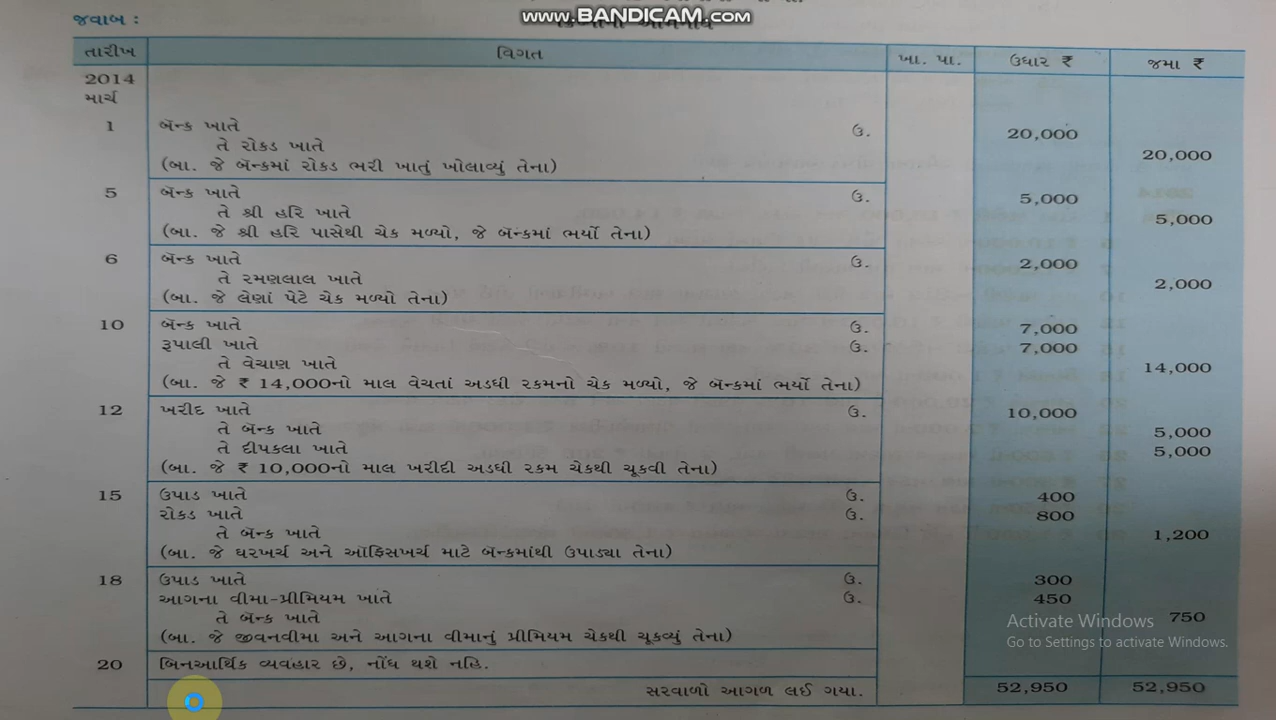 www.BANDICAM.com
જવાબ :
તારીખ વિગત ખા. પા. ઉધાર ₹ જમા ₹
2014
માર્ચ
1 બૅન્ક ખાતે ઉ. 20,000
તે રોકડ ખાતે 20,000
(બા. જે બૅન્કમાં રોકડ ભરી ખાતું ખોલાવ્યું તેના)
5 બૅન્ક ખાતે ઉ. 5,000
તે શ્રી હરિ ખાતે 5,000
(બા. જે શ્રી હરિ પાસેથી ચેક મળ્યો, જે બૅન્કમાં ભર્યો તેના)
6 બૅન્ક ખાતે ઉ. 2,000
તે રમણલાલ ખાતે 2,000
(બા. જે લેણાં પેટે ચેક મળ્યો તેના)
10 બૅન્ક ખાતે ઉ. 7,000
રૂપાલી ખાતે ઉ. 7,000
તે વેચાણ ખાતે 14,000
(બા. જે ₹ 14,000નો માલ વેચતાં અડધી રકમનો ચેક મળ્યો, જે બૅન્કમાં ભર્યો તેના)
12 ખરીદ ખાતે ઉ. 10,000
તે બૅન્ક ખાતે 5,000
તે દીપકલા ખાતે 5,000
(બા. જે ₹ 10,000નો માલ ખરીદી અડધી રકમ ચેકથી ચૂકવી તેના)
15 ઉપાડ ખાતે ઉ. 400
રોકડ ખાતે ઉ. 800
તે બૅન્ક ખાતે 1,200
(બા. જે ઘરખર્ચ અને ઑફિસખર્ચ માટે બૅન્કમાંથી ઉપાડ્યા તેના)
18 ઉપાડ ખાતે ઉ. 300
આગના વીમા-પ્રીમિયમ ખાતે ઉ. 450
તે બૅન્ક ખાતે 750
(બા. જે જીવનવીમા અને આગના વીમાનું પ્રીમિયમ ચેકથી ચૂકવ્યું તેના)
20 બિનઆર્થિક વ્યવહાર છે, નોંધ થશે નહિ.
સરવાળો આગળ લઈ ગયા. 52,950 52,950
Activate Windows
Go to Settings to activate Windows.